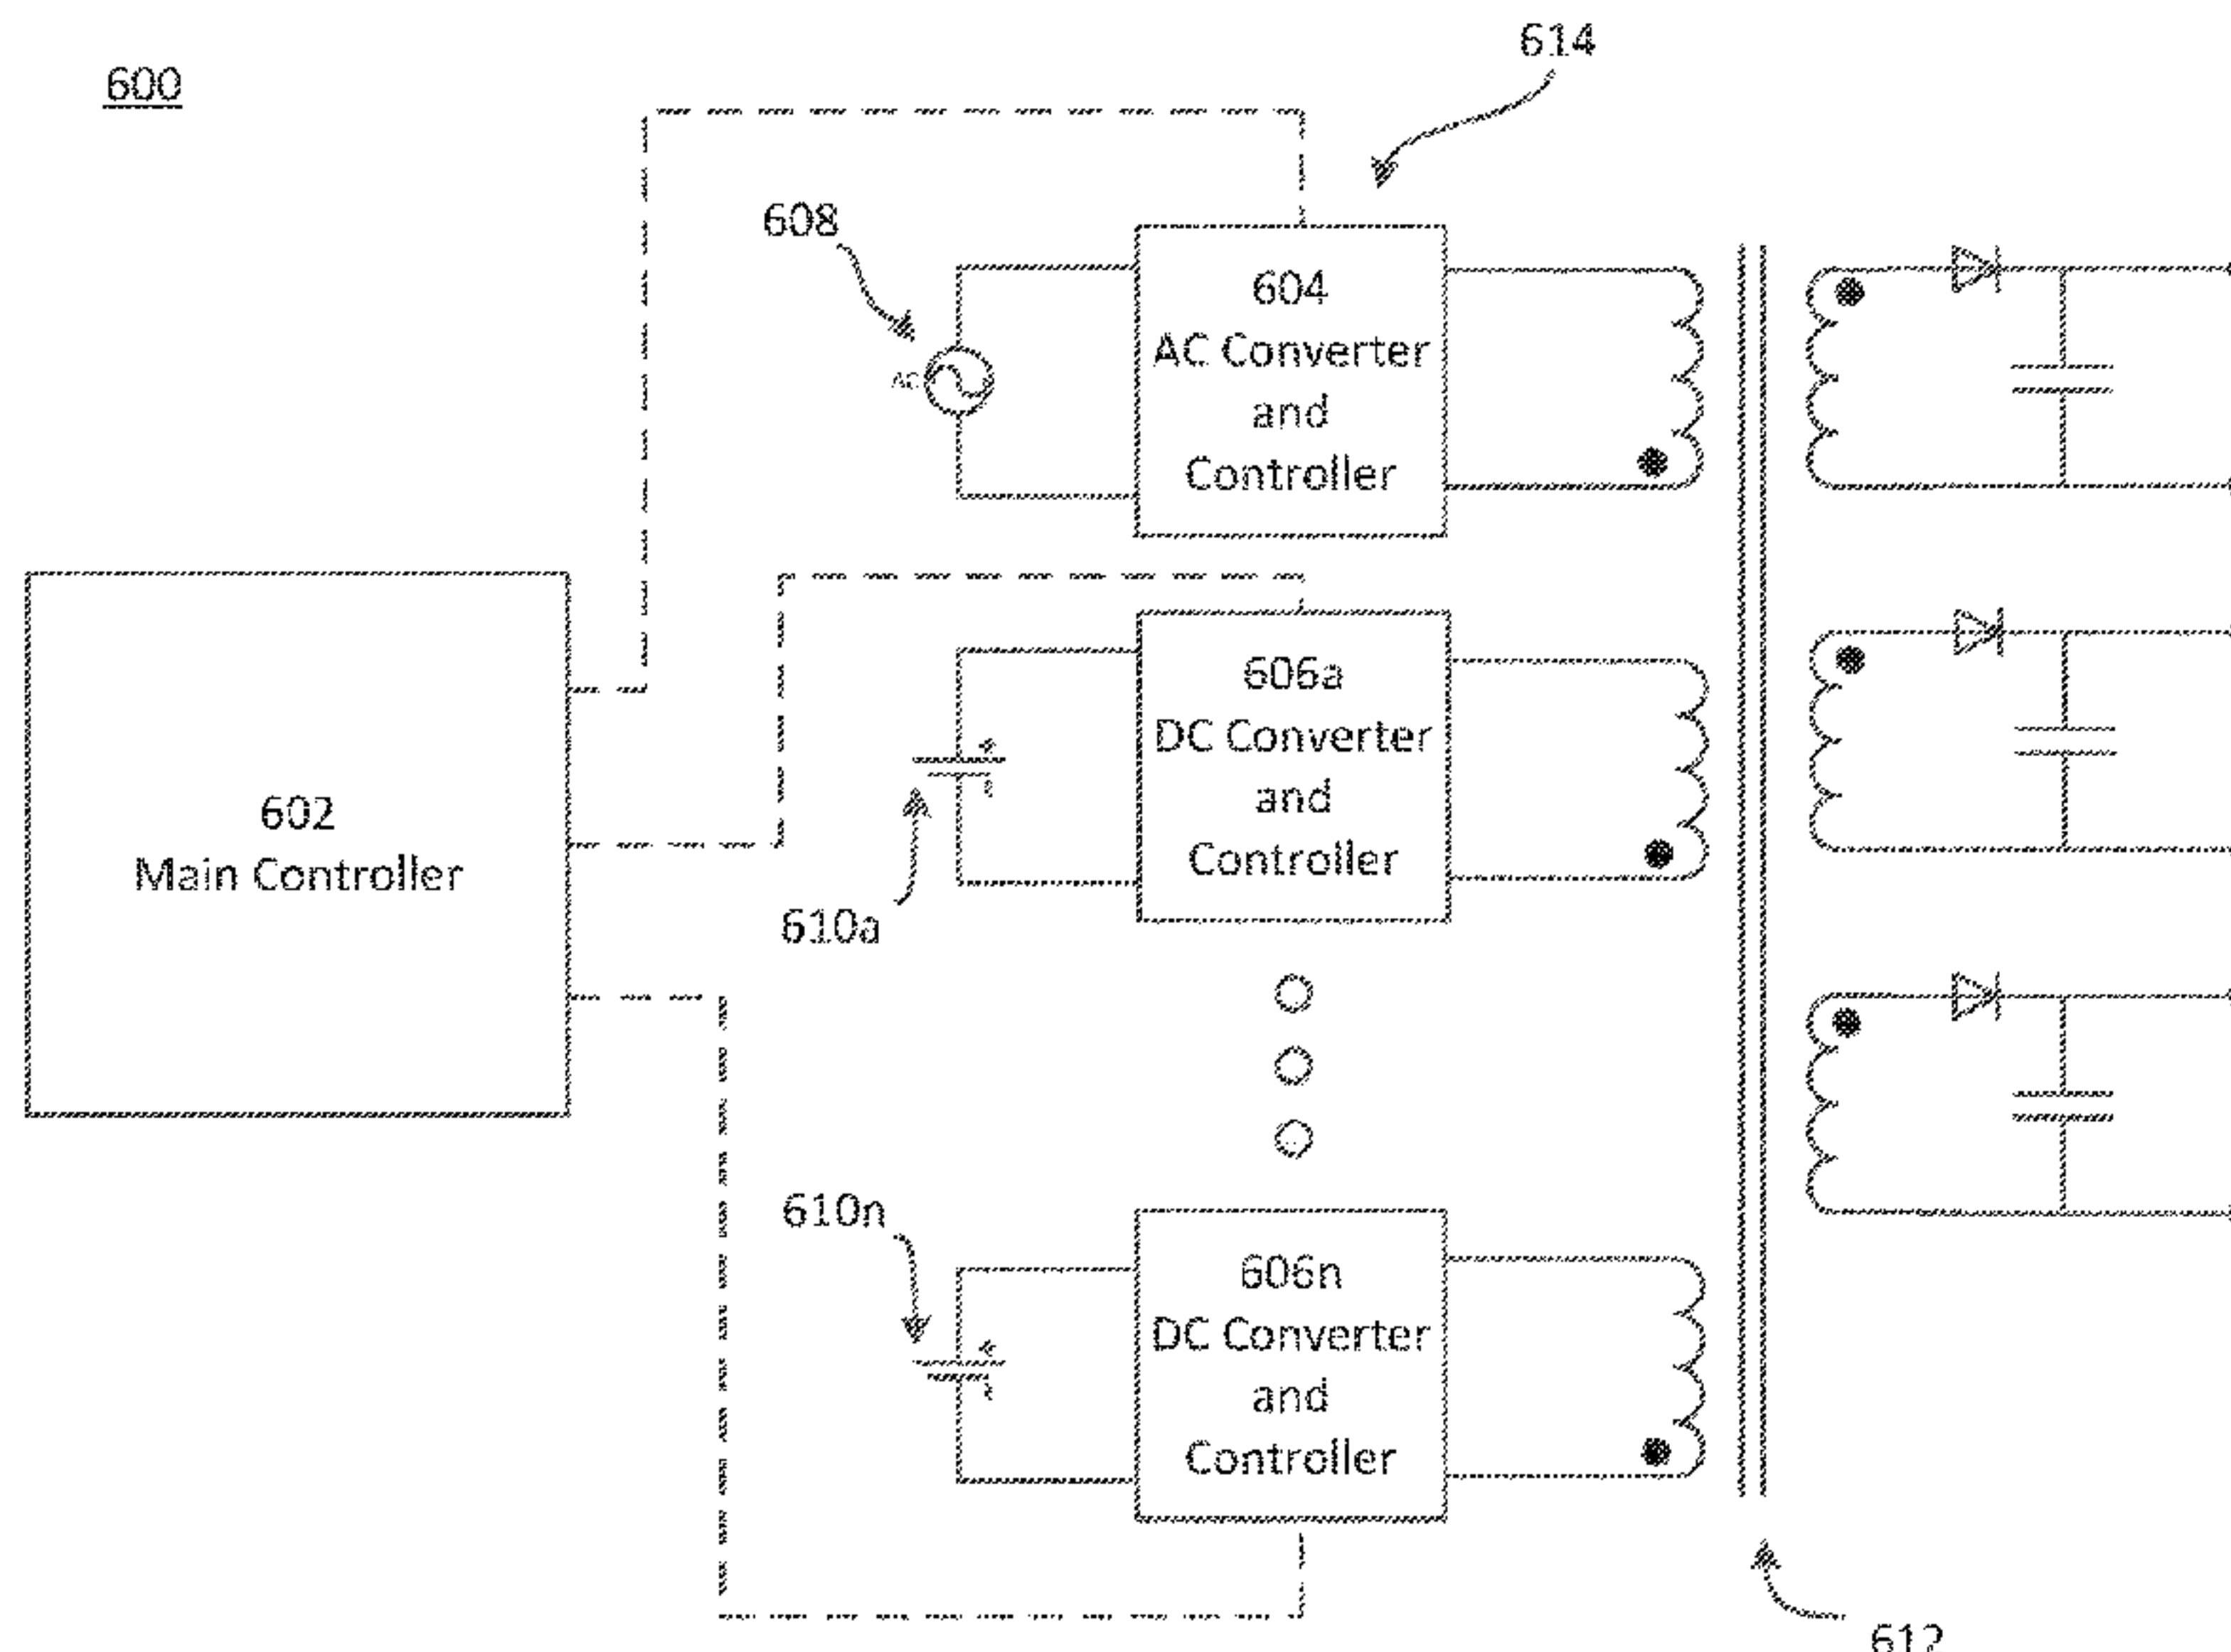 600
614
608
AC
604
AC Converter
and
Controller
602
Main Controller
606a
DC Converter
and
Controller
610a
610n
606n
DC Converter
and
Controller
612